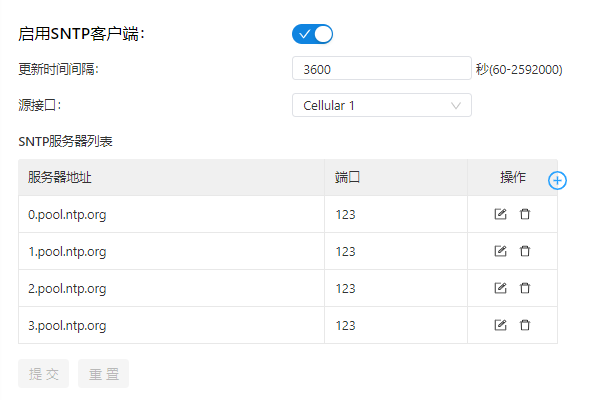 启用SNTP客户端：
更新时间间隔： 3600 秒(60-2592000)
源接口： Cellular 1
SNTP服务器列表
服务器地址 端口 操作
0.pool.ntp.org 123
1.pool.ntp.org 123
2.pool.ntp.org 123
3.pool.ntp.org 123
提 交 重 置